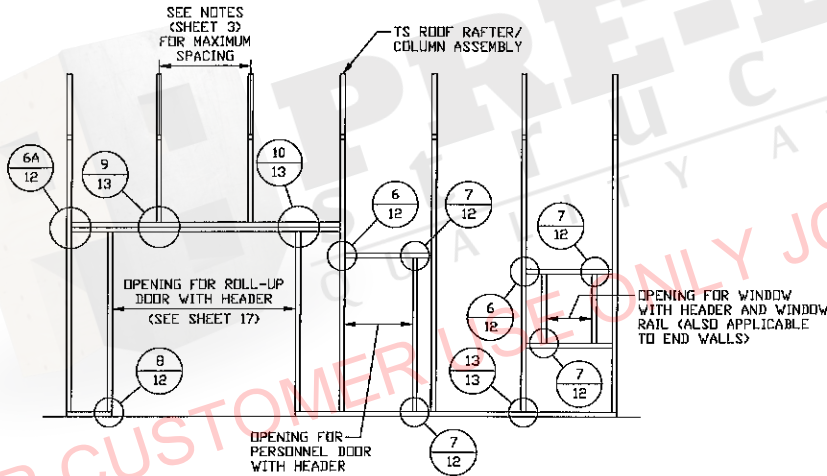 SEE NOTES
(SHEET 3)
FOR MAXIMUM
SPACING
TS ROOF RAFTER/
COLUMN ASSEMBLY
6A
12
9
13
10
13
6
12
7
12
7
12
6
12
OPENING FOR ROLL-UP
DOOR WITH HEADER
(SEE SHEET 17)
OPENING FOR WINDOW
WITH HEADER AND WINDOW
RAIL (ALSO APPLICABLE
TO END WALLS)
8
12
13
13
7
12
OPENING FOR
PERSONNEL DOOR
WITH HEADER
7
12
CUSTOMER USE ONLY
QUALITY